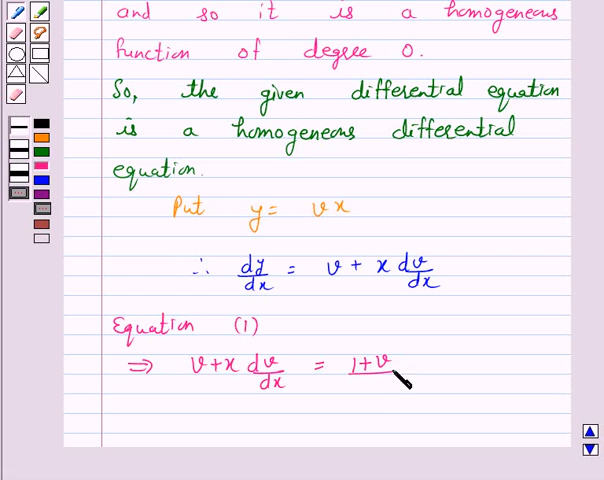 and so it is a homogeneous
function of degree 0.
So, the given differential equation
is a homogeneous differential
equation.
Put y = vx
∴ dy/dx = v + x dv/dx
Equation (1)
⇒ v+x dv/dx = 1+v